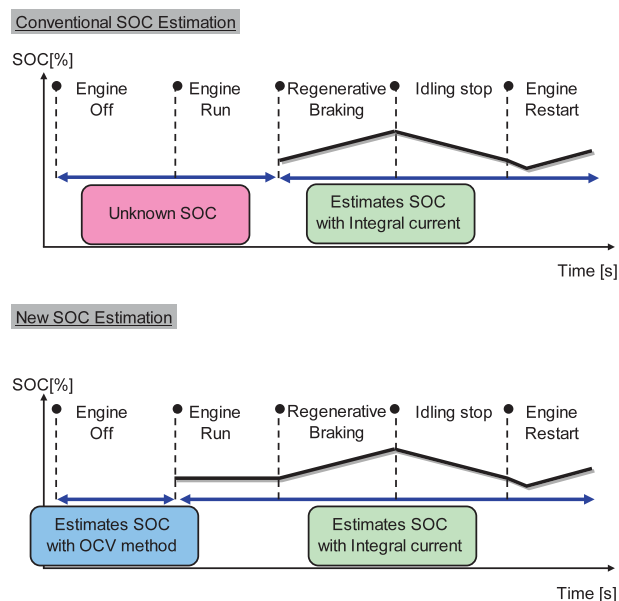 Conventional SOC Estimation
SOC[%]
Engine Off
Engine Run
Regenerative Braking
Idling stop
Engine Restart
Unknown SOC
Estimates SOC
with Integral current
Time [s]
New SOC Estimation
SOC[%]
Engine Off
Engine Run
Regenerative Braking
Idling stop
Engine Restart
Estimates SOC
with OCV method
Estimates SOC
with Integral current
Time [s]